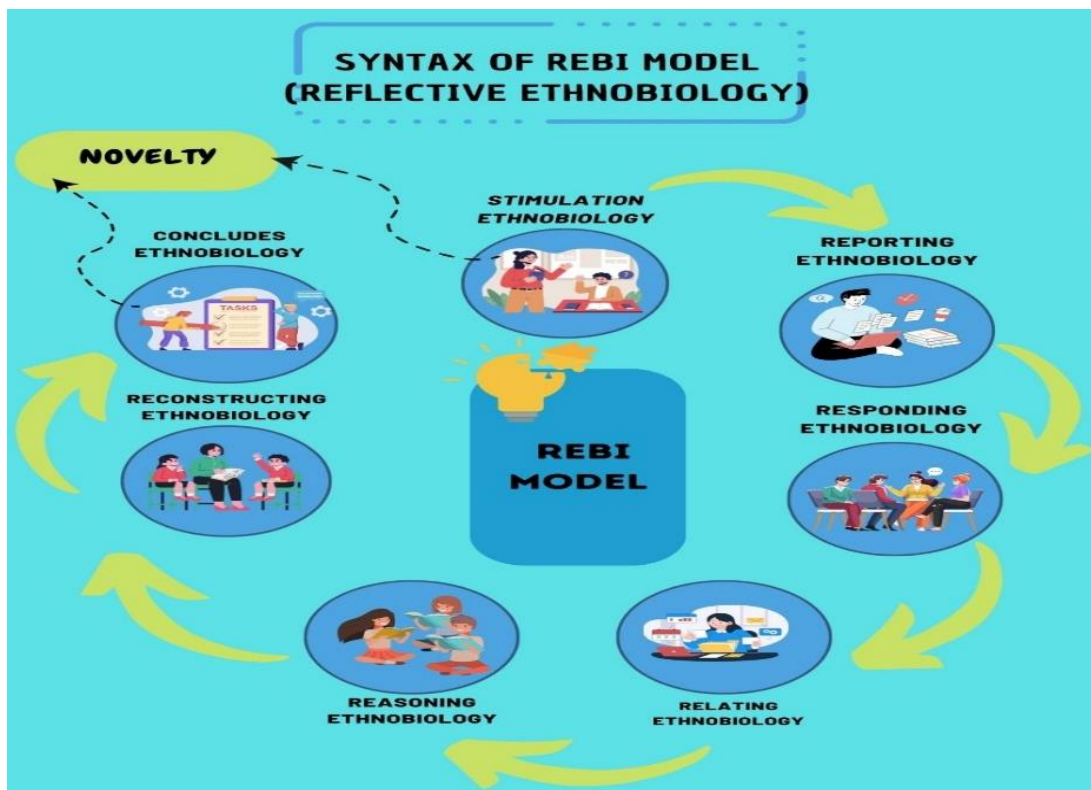 SYNTAX OF REBI MODEL
(REFLECTIVE ETHNOBIOLOGY)
NOVELTY
STIMULATION
ETHNOBIOLOGY
REPORTING
ETHNOBIOLOGY
RESPONDING
ETHNOBIOLOGY
RELATING
ETHNOBIOLOGY
REASONING
ETHNOBIOLOGY
RECONSTRUCTING
ETHNOBIOLOGY
CONCLUDES
ETHNOBIOLOGY
TASKS
REBI
MODEL